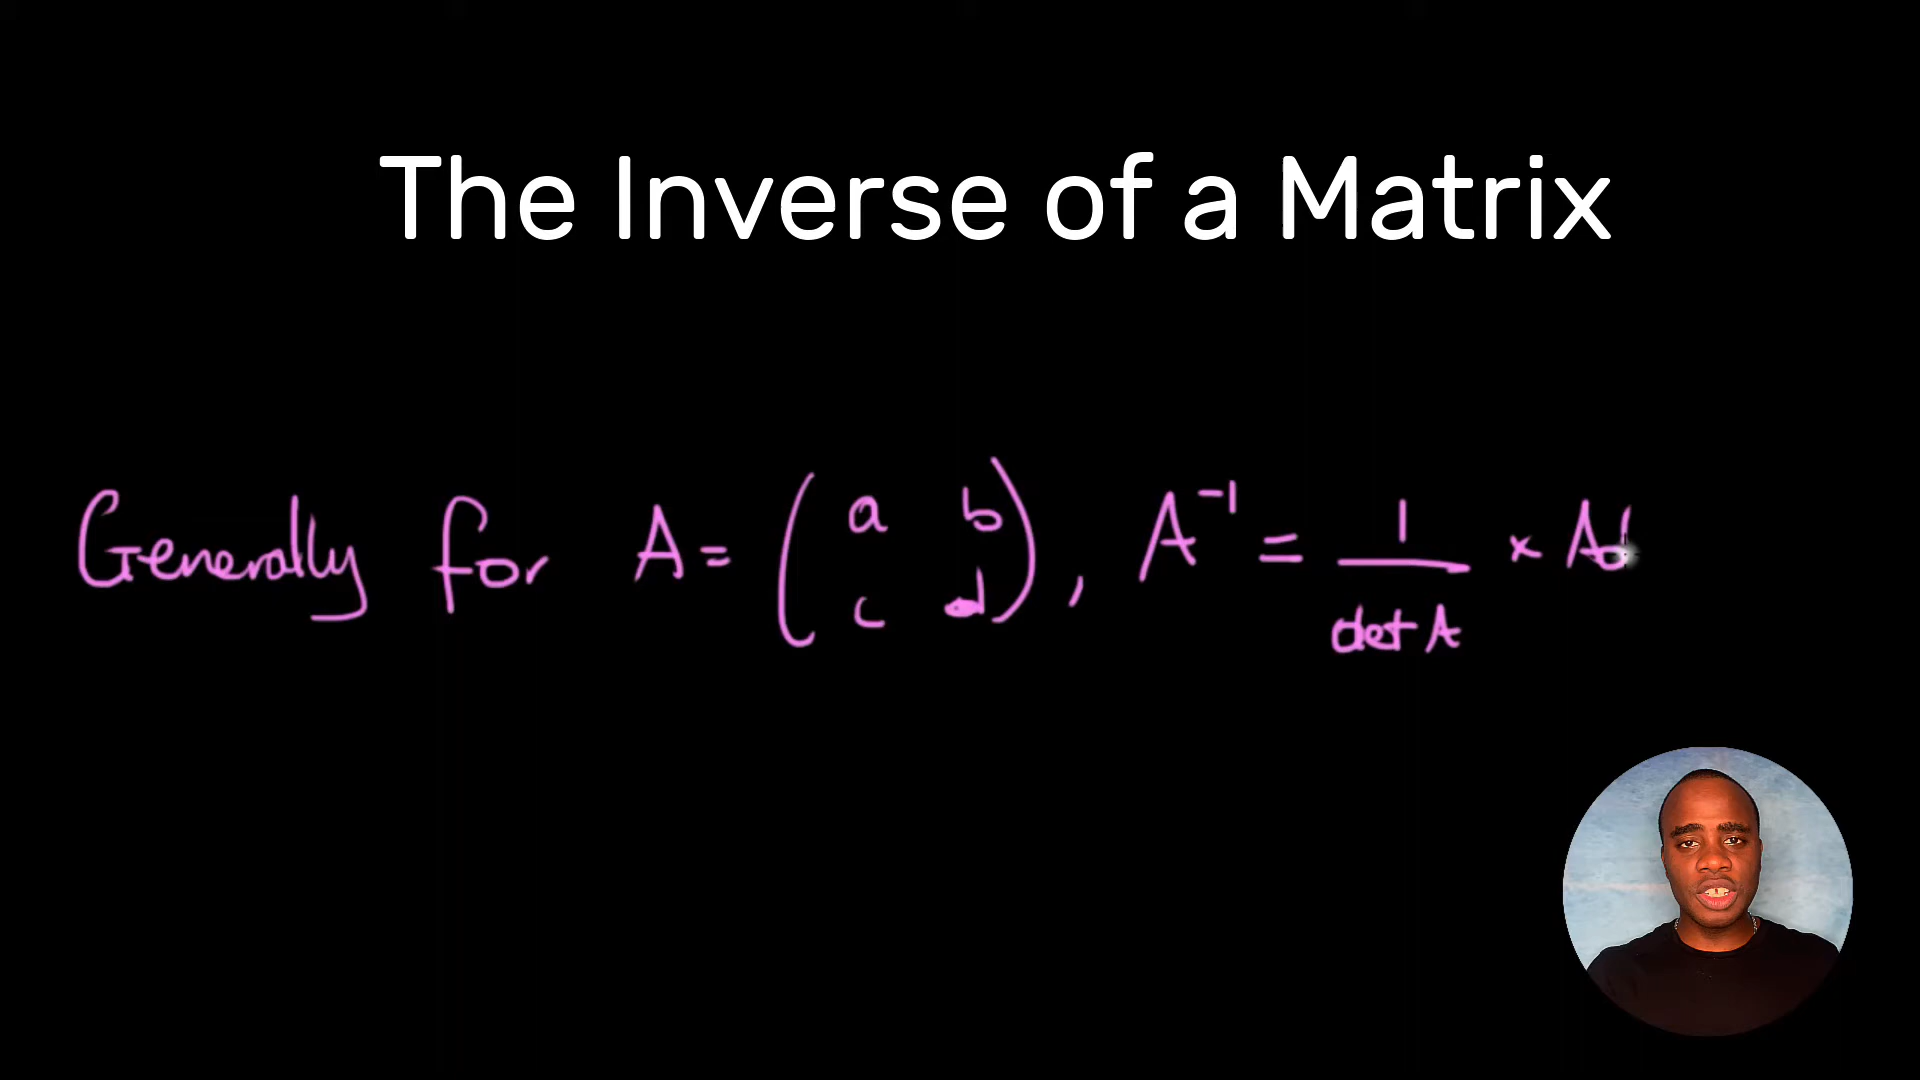 The Inverse of a Matrix
Generally for A = ( a b c d ) , A⁻¹ = 1 / det A × Ad